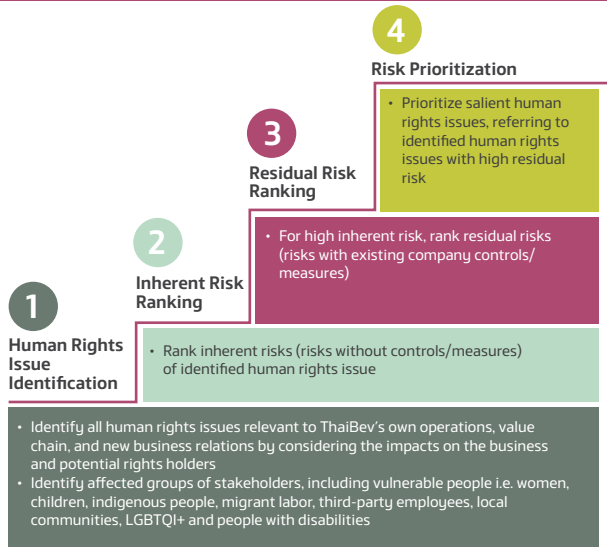 4
Risk Prioritization
• Prioritize salient human
rights issues, referring to
identified human rights
issues with high residual
risk
3
Residual Risk
Ranking
• For high inherent risk, rank residual risks
(risks with existing company controls/
measures)
2
Inherent Risk
Ranking
• Rank inherent risks (risks without controls/measures)
of identified human rights issue
1
Human Rights
Issue
Identification
• Identify all human rights issues relevant to ThaiBev's own operations, value
chain, and new business relations by considering the impacts on the business
and potential rights holders
• Identify affected groups of stakeholders, including vulnerable people i.e. women,
children, indigenous people, migrant labor, third-party employees, local
communities, LGBTQI+ and people with disabilities